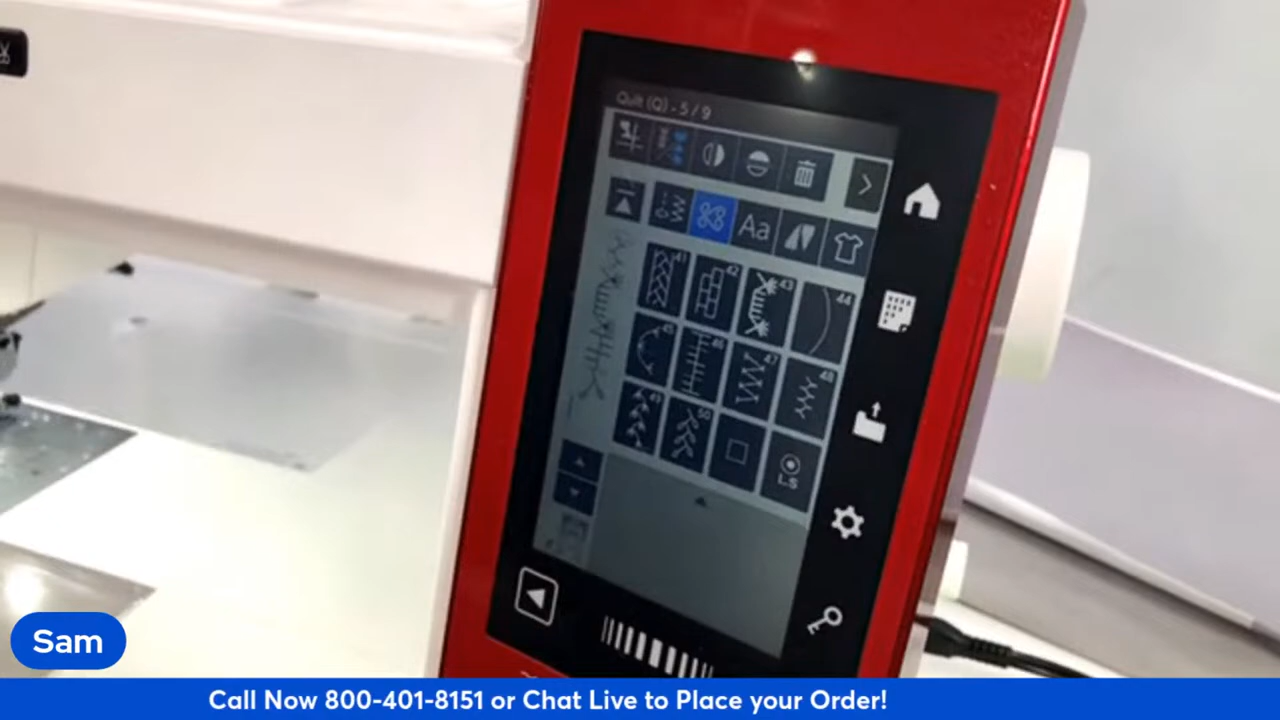 Quilt (Q) - 5 / 9
Aa
41
42
43
44
45
46
47
48
49
50
LS
Sam
Call Now 800-401-8151 or Chat Live to Place your Order!